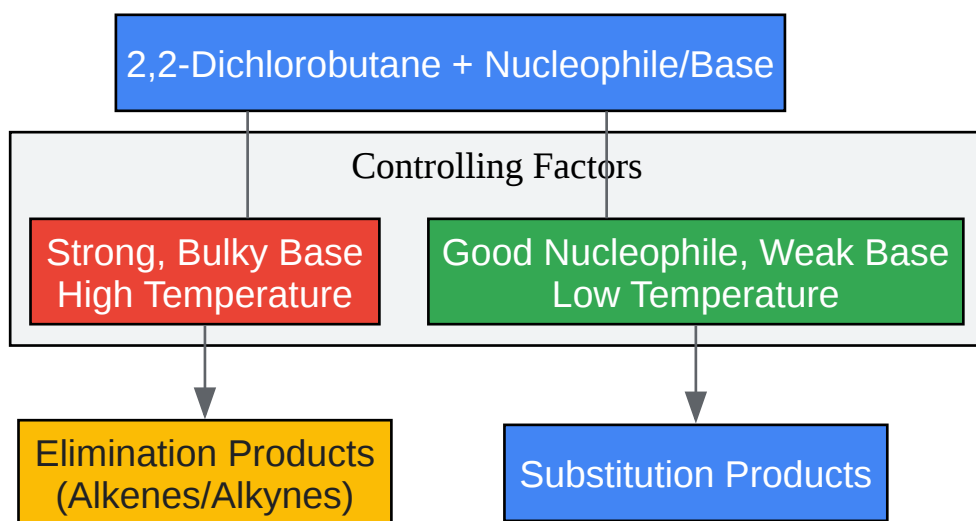 2,2-Dichlorobutane + Nucleophile/Base
Controlling Factors
Strong, Bulky Base
High Temperature
Good Nucleophile, Weak Base
Low Temperature
Elimination Products
(Alkenes/Alkynes)
Substitution Products